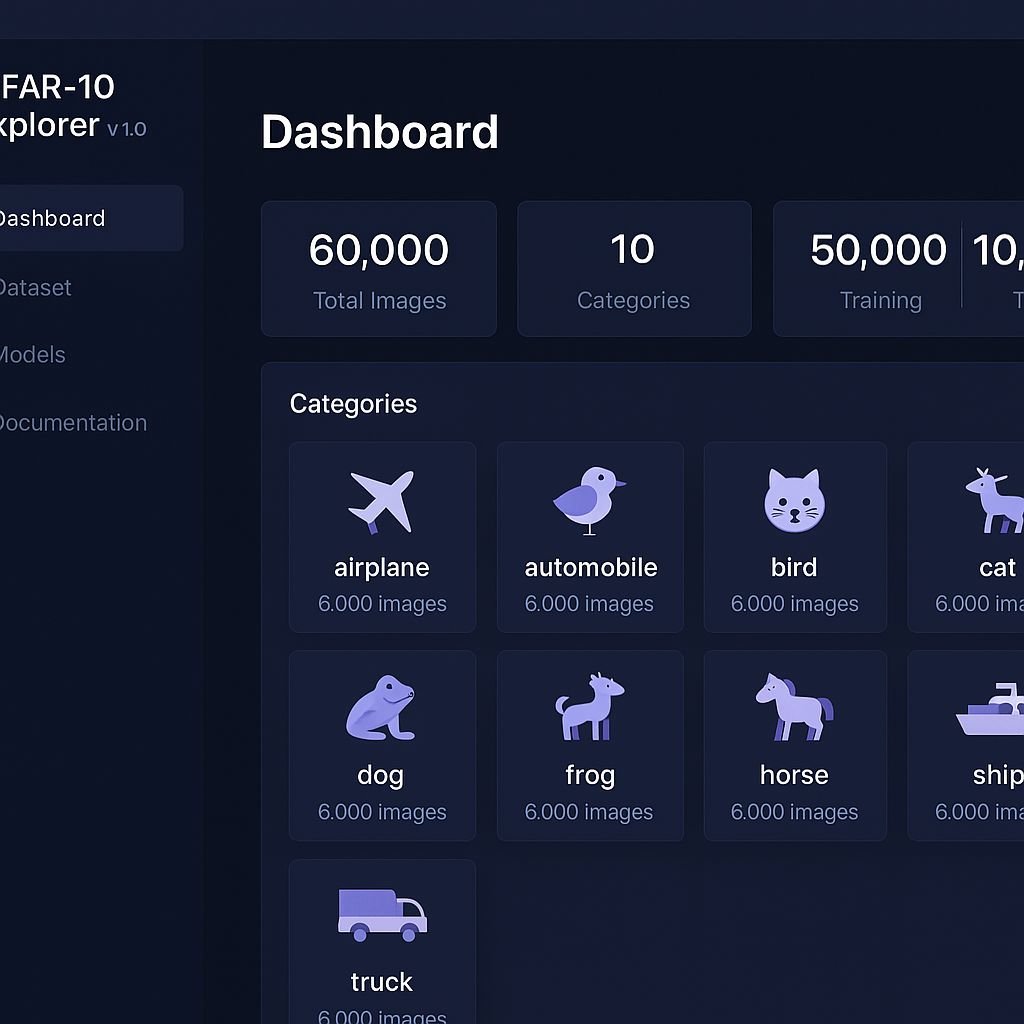 FAR-10
xplorer v1.0
Dashboard
Dataset
Models
Documentation
Dashboard
60,000
Total Images
10
Categories
50,000
Training
10,
T
Categories
airplane
6.000 images
automobile
6.000 images
bird
6.000 images
cat
6.000 ima
dog
6.000 images
frog
6.000 images
horse
6.000 images
ship
6.000 ima
truck
6.000 images